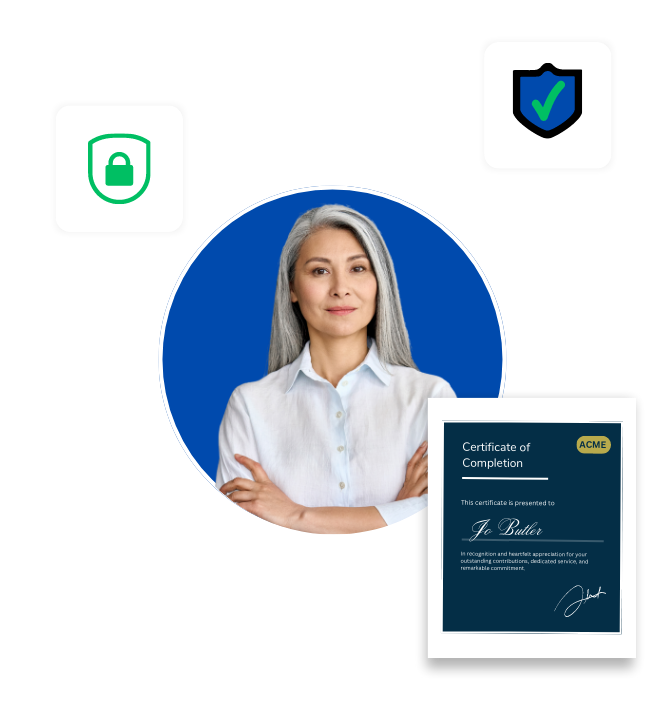 Certificate of
Completion
ACME
This certificate is presented to
Jo Butler
In recognition and heartfelt appreciation for your
outstanding contributions, dedicated service, and
remarkable commitment.